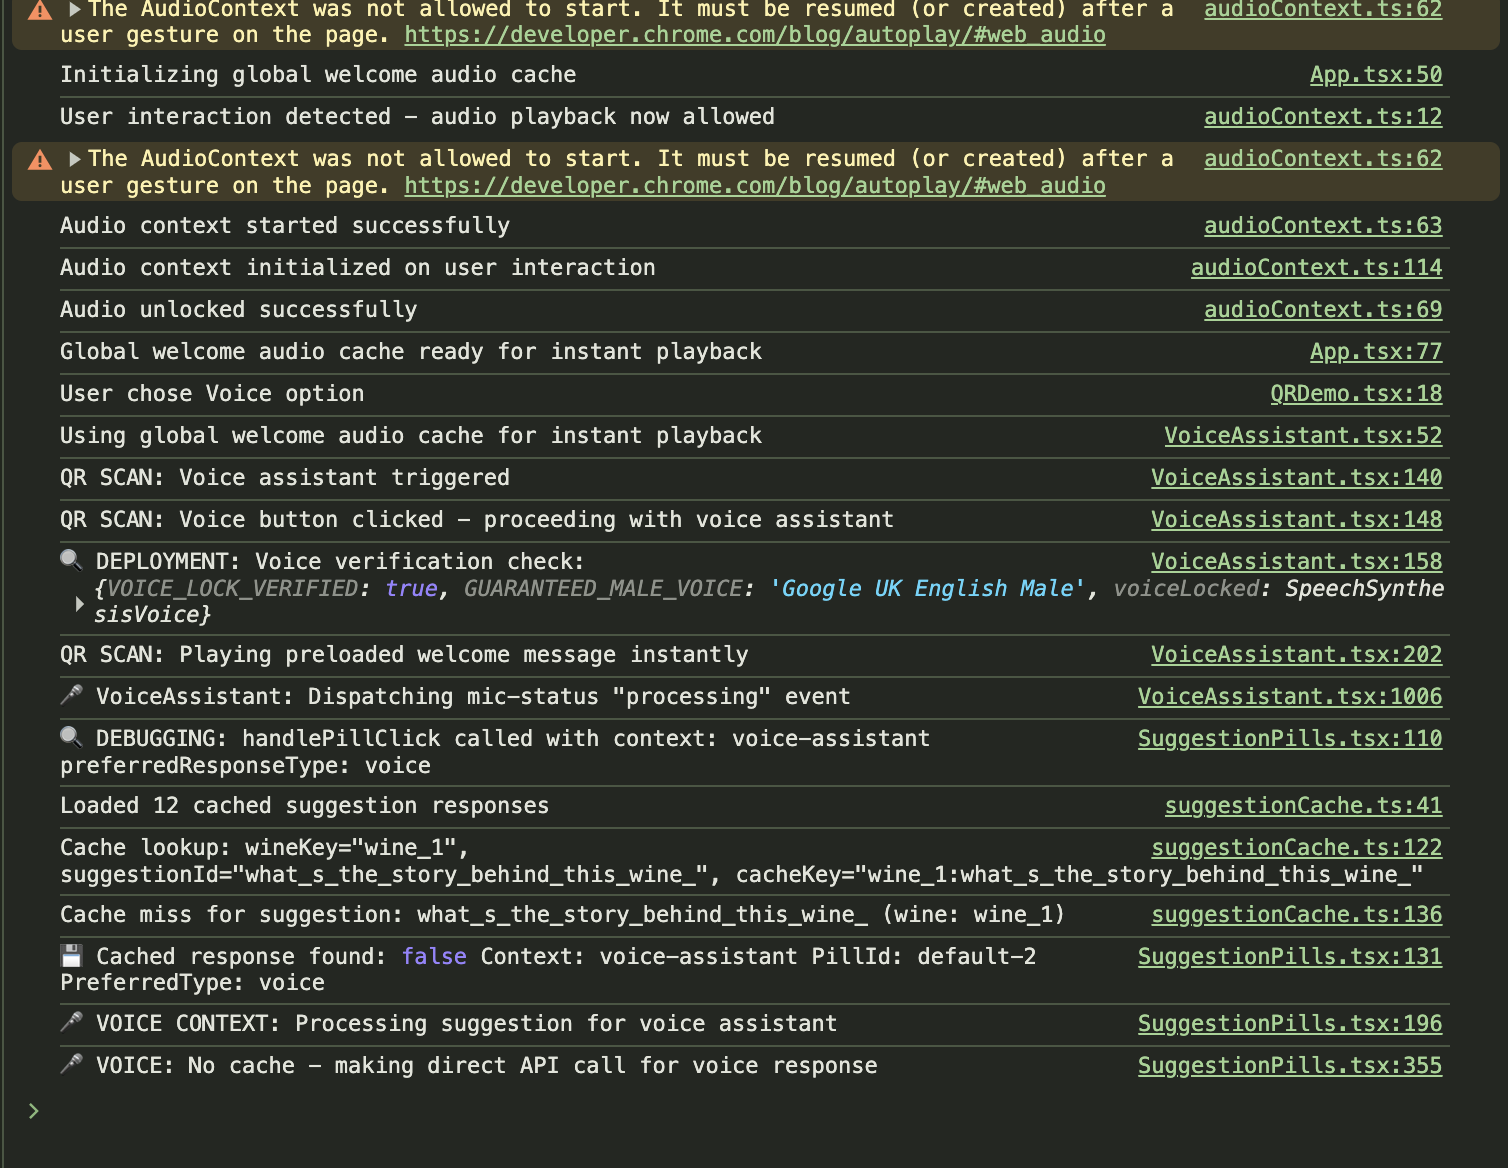 The AudioContext was not allowed to start. It must be resumed (or created) after a audioContext.ts:62
user gesture on the page. https://developer.chrome.com/blog/autoplay/#web_audio
Initializing global welcome audio cache App.tsx:50
User interaction detected – audio playback now allowed audioContext.ts:12
The AudioContext was not allowed to start. It must be resumed (or created) after a audioContext.ts:62
user gesture on the page. https://developer.chrome.com/blog/autoplay/#web_audio
Audio context started successfully audioContext.ts:63
Audio context initialized on user interaction audioContext.ts:114
Audio unlocked successfully audioContext.ts:69
Global welcome audio cache ready for instant playback App.tsx:77
User chose Voice option QRDemo.tsx:18
Using global welcome audio cache for instant playback VoiceAssistant.tsx:52
QR SCAN: Voice assistant triggered VoiceAssistant.tsx:140
QR SCAN: Voice button clicked – proceeding with voice assistant VoiceAssistant.tsx:148
🔍 DEPLOYMENT: Voice verification check: VoiceAssistant.tsx:158
{VOICE_LOCK_VERIFIED: true, GUARANTEED_MALE_VOICE: 'Google UK English Male', voiceLocked: SpeechSynthe
sisVoice}
QR SCAN: Playing preloaded welcome message instantly VoiceAssistant.tsx:202
🎤 VoiceAssistant: Dispatching mic-status "processing" event VoiceAssistant.tsx:1006
🔍 DEBUGGING: handlePillClick called with context: voice-assistant SuggestionPills.tsx:110
preferredResponseType: voice
Loaded 12 cached suggestion responses suggestionCache.ts:41
Cache lookup: wineKey="wine_1", suggestionCache.ts:122
suggestionId="what_s_the_story_behind_this_wine_", cacheKey="wine_1:what_s_the_story_behind_this_wine_"
Cache miss for suggestion: what_s_the_story_behind_this_wine_ (wine: wine_1) suggestionCache.ts:136
💾 Cached response found: false Context: voice-assistant PillId: default-2 SuggestionPills.tsx:131
PreferredType: voice
🎤 VOICE CONTEXT: Processing suggestion for voice assistant SuggestionPills.tsx:196
🎤 VOICE: No cache – making direct API call for voice response SuggestionPills.tsx:355